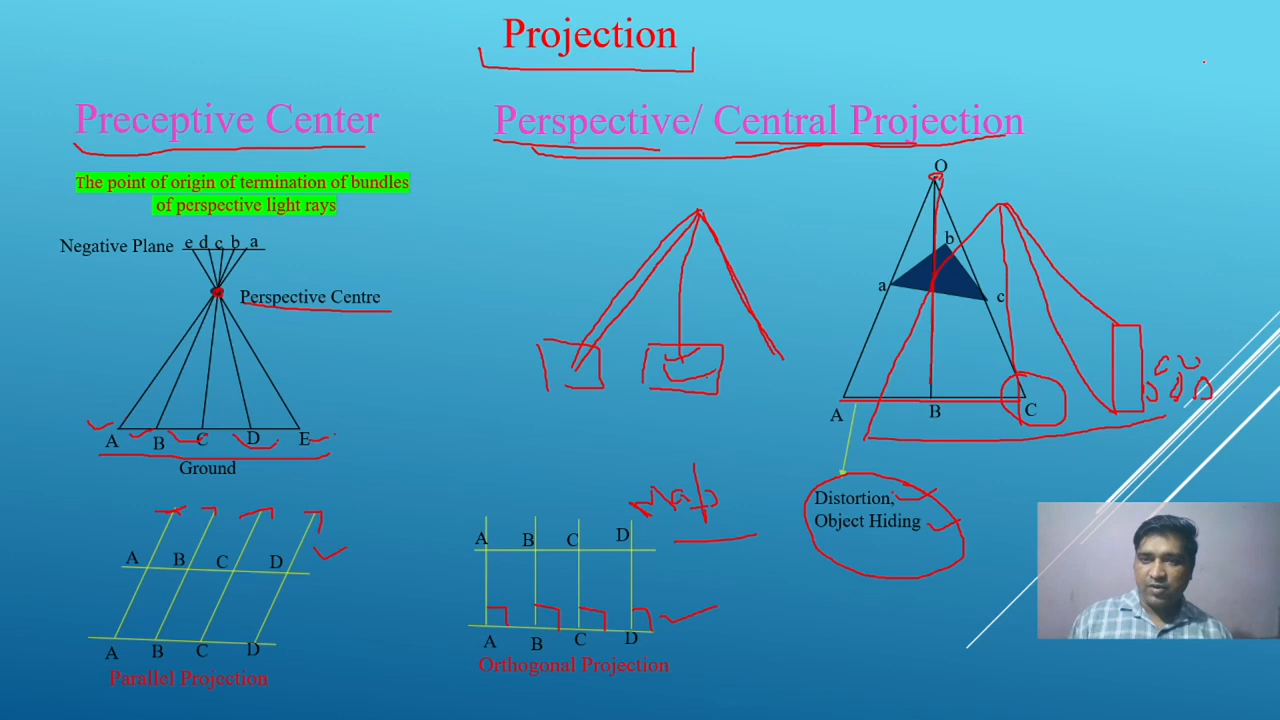 Projection
Preceptive Center
The point of origin of termination of bundles
of perspective light rays
Negative Plane e d c b a
Perspective Centre
A B C D E
Ground
A B C D
A B C D
Parallel Projection
Perspective/ Central Projection
O
b
a
c
A B C
Distortion,
Object Hiding
Map
A B C D
A B C D
Orthogonal Projection